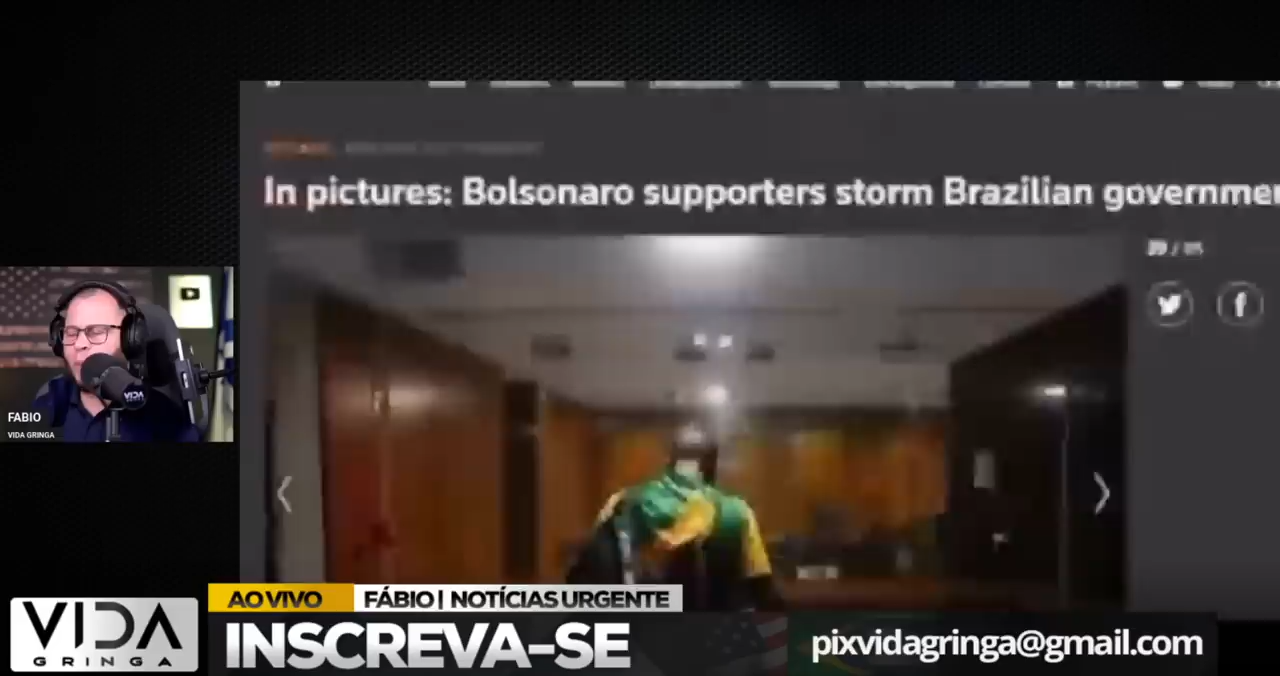 In pictures: Bolsonaro supporters storm Brazilian governmen
FABIO
VIDA GRINGA
AO VIVO
FÁBIO | NOTÍCIAS URGENTE
VIDA
GRINGA
INSCREVA-SE
pixvidagringa@gmail.com